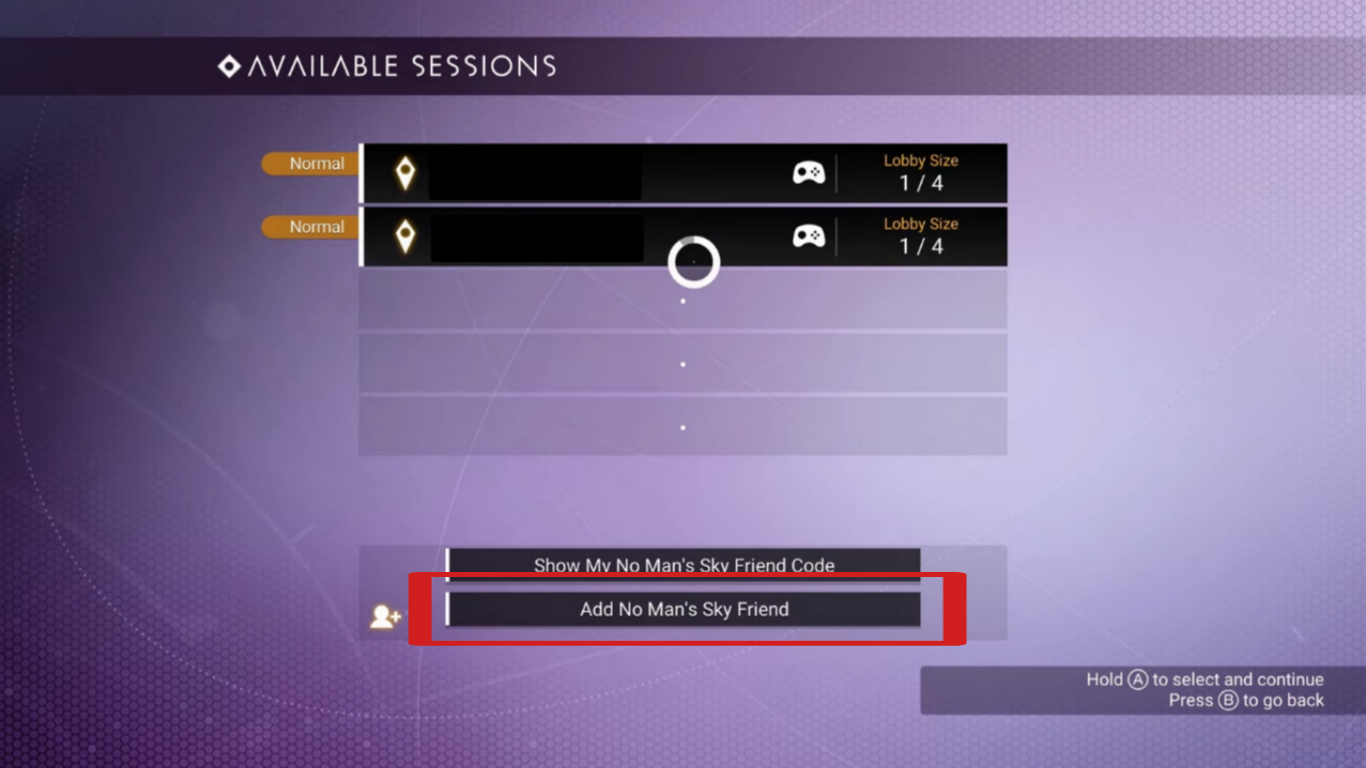 AVAILABLE SESSIONS
Normal
Lobby Size
1 / 4
Normal
Lobby Size
1 / 4
Show My No Man's Sky Friend Code
Add No Man's Sky Friend
Hold A to select and continue
Press B to go back